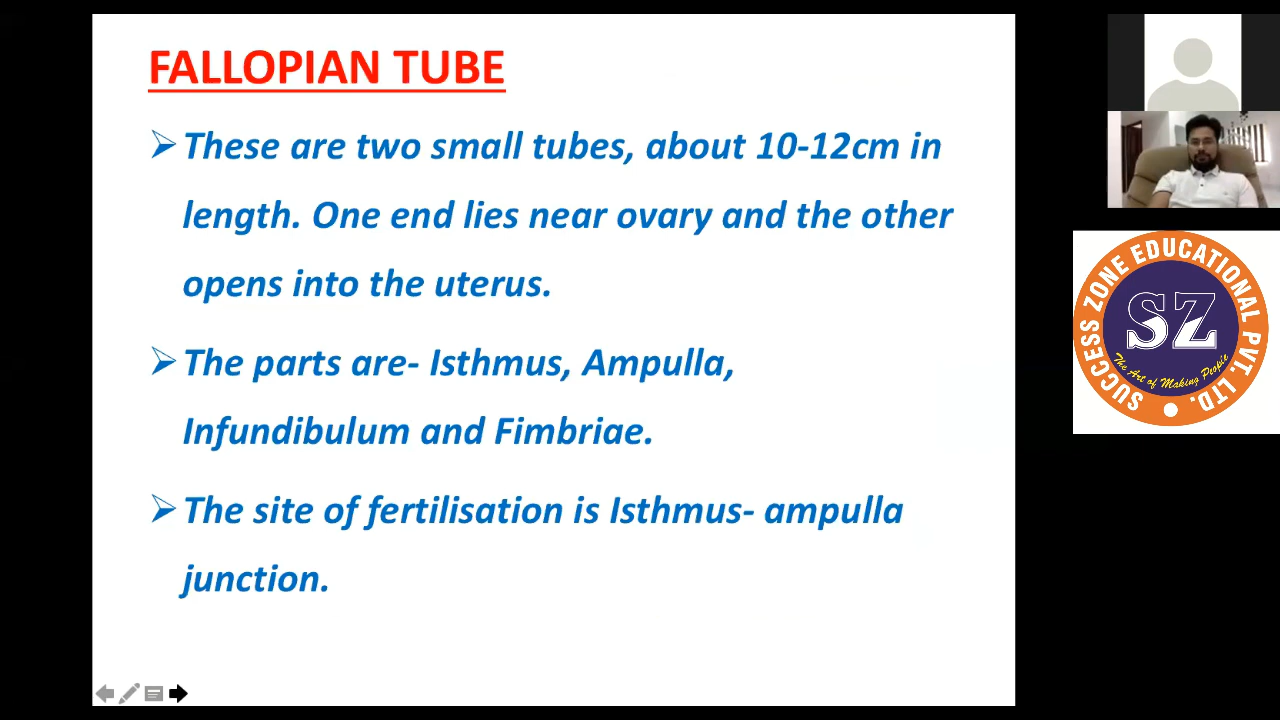 FALLOPIAN TUBE
These are two small tubes, about 10-12cm in
length. One end lies near ovary and the other
opens into the uterus.
The parts are- Isthmus, Ampulla,
Infundibulum and Fimbriae.
The site of fertilisation is Isthmus- ampulla
junction.
SUCCESS ZONE EDUCATIONAL PVT. LTD.
SZ
The Art of Making People